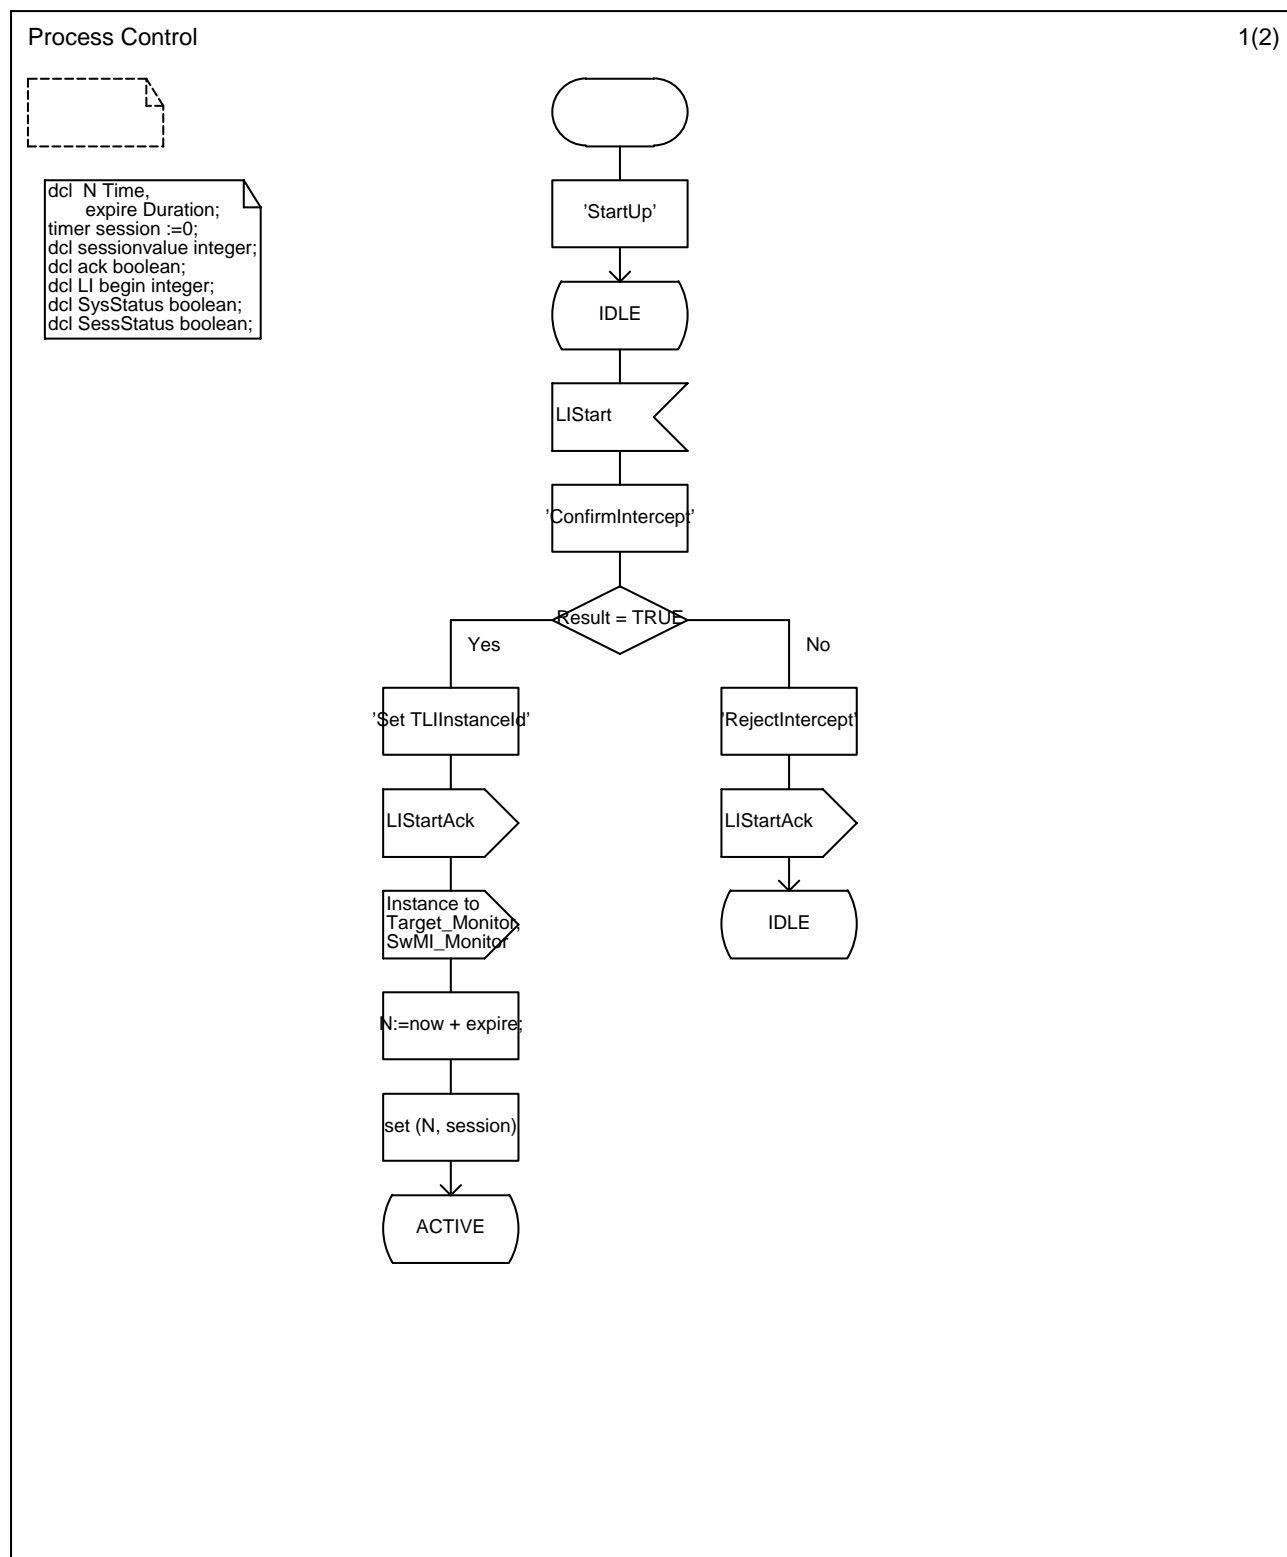 Process Control
1(2)
dcl  N Time,
expire Duration;
timer session :=0;
dcl sessionvalue integer;
dcl ack boolean;
dcl LI begin integer;
dcl SysStatus boolean;
dcl SessStatus boolean;
'StartUp'
IDLE
LIStart
'ConfirmIntercept'
Result = TRUE
Yes
No
'Set TLIInstanceId'
'RejectIntercept'
LIStartAck
LIStartAck
Instance to
Target_Monitor,
SwMI_Monitor
IDLE
N:=now + expire;
set (N, session)
ACTIVE